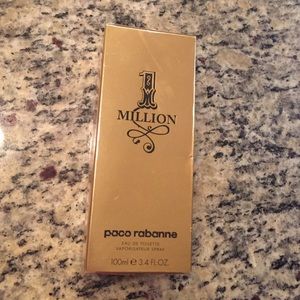 1
MILLION
paco rabanne
EAU DE TOILETTE
VAPORISATEUR SPRAY
100ml e 3.4 FL.OZ.